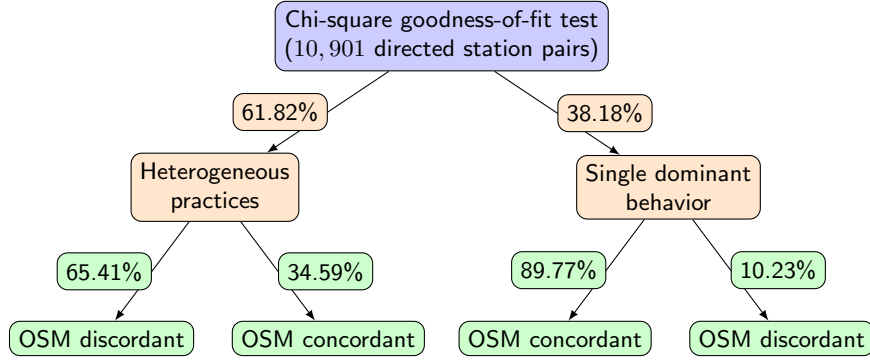 Chi-square goodness-of-fit test
(10, 901 directed station pairs)
61.82%
38.18%
Heterogeneous
practices
Single dominant
behavior
65.41%
34.59%
89.77%
10.23%
OSM discordant
OSM concordant
OSM concordant
OSM discordant